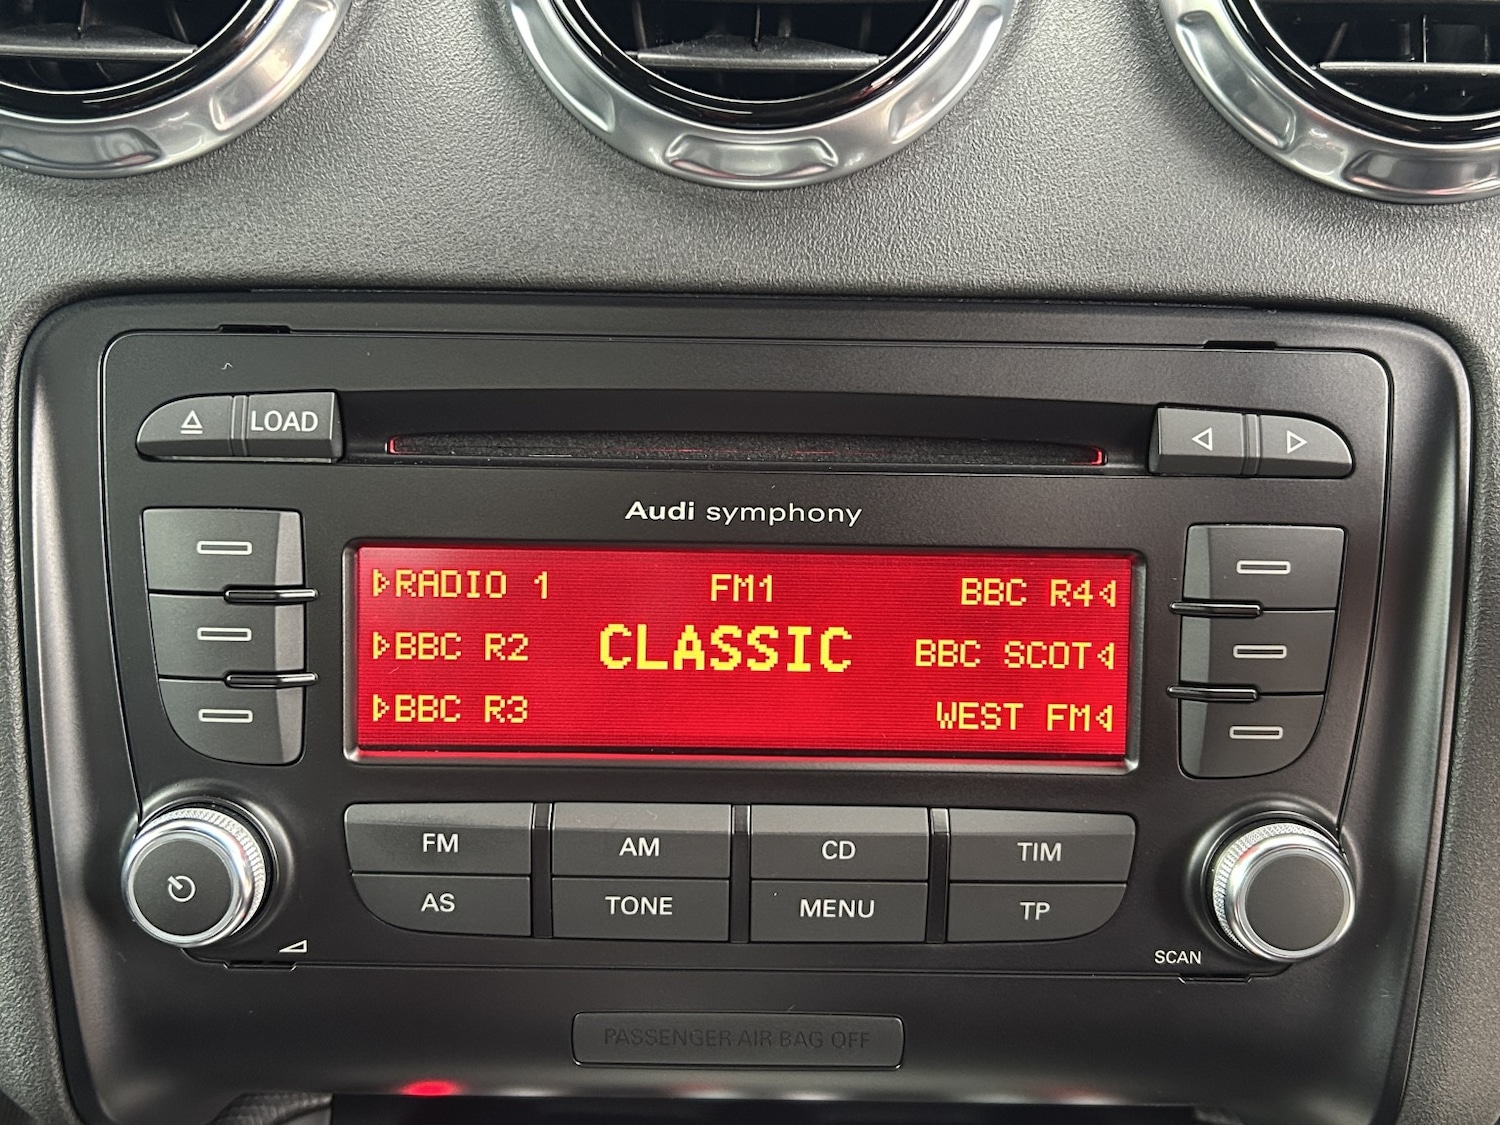 LOAD
Audi symphony
RADIO 1 FM1 BBC R4
BBC R2 CLASSIC BBC SCOT
BBC R3 WEST FM
FM AM CD TIM
AS TONE MENU TP
SCAN
PASSENGER AIR BAG OFF